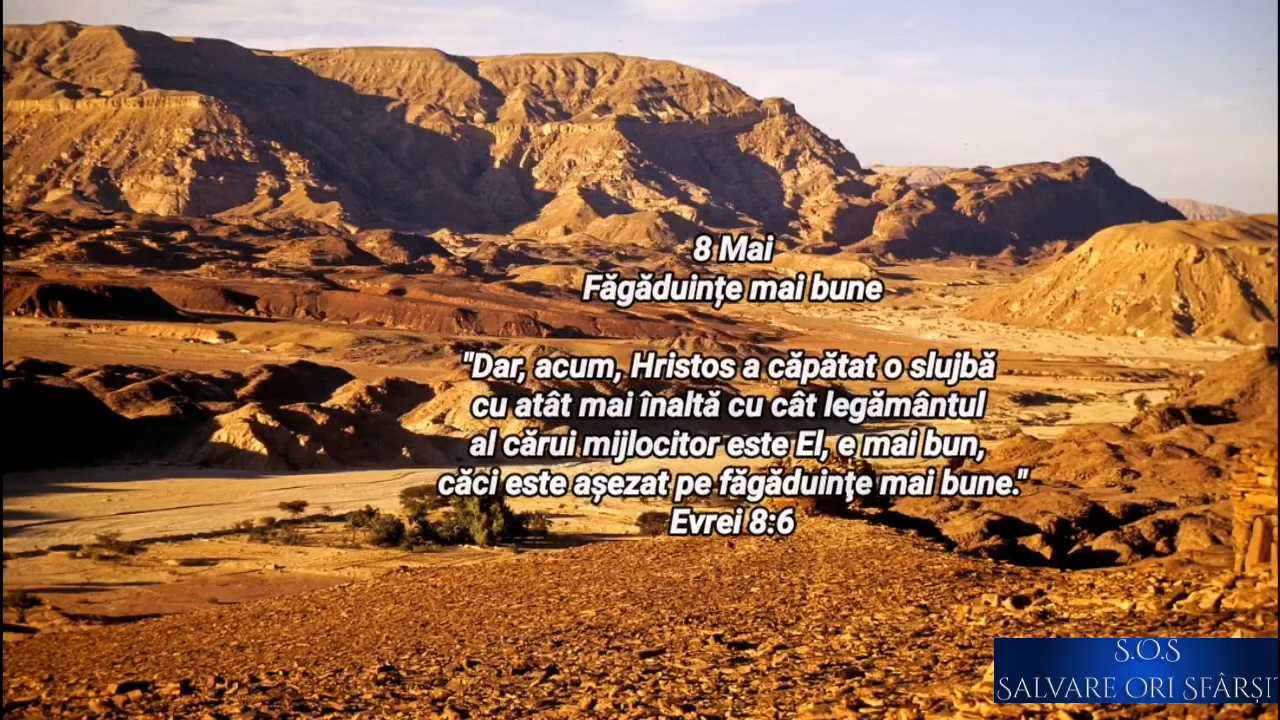 8 Mai
Făgăduințe mai bune
"Dar, acum, Hristos a căpătat o slujbă
cu atât mai înaltă cu cât legământul
al cărui mijlocitor este El, e mai bun,
căci este așezat pe făgăduinţe mai bune."
Evrei 8:6
S.O.S
SALVARE ORI SFÂRȘIT